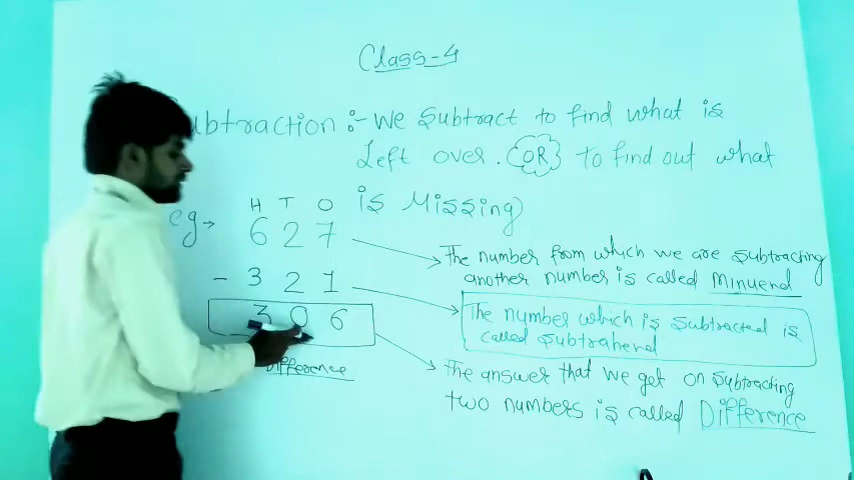 Class-4
ubtraction :- We Subtract to find what is
Left over. OR to find out what
is Missing
H T O
eg→ 6 2 7
The number from which we are subtracting
another number is called Minuend
- 3 2 1
The number which is Subtracted is
called Subtrahend
3 0 6
Difference
The answer that we get on subtracting
two numbers is called Difference